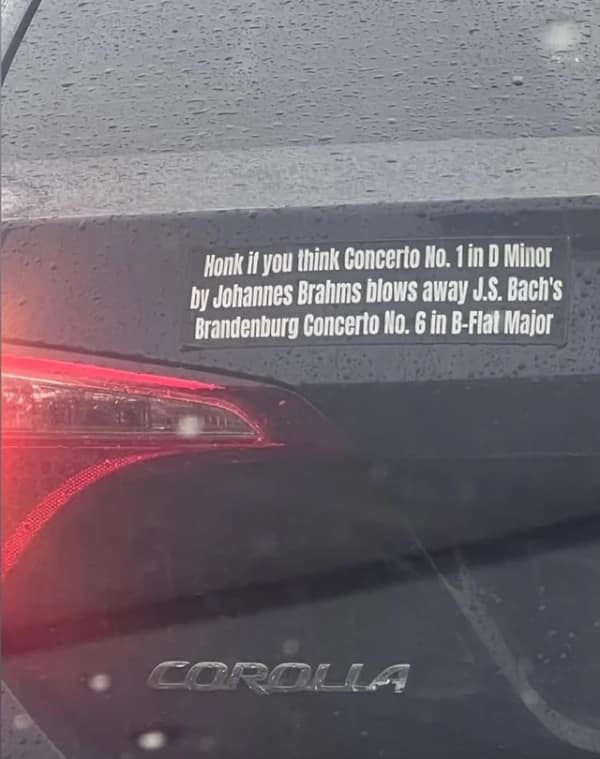 Honk if you think Concerto No. 1 in D Minor
by Johannes Brahms blows away J.S. Bach's
Brandenburg Concerto No. 6 in B-Flat Major
COROLLA